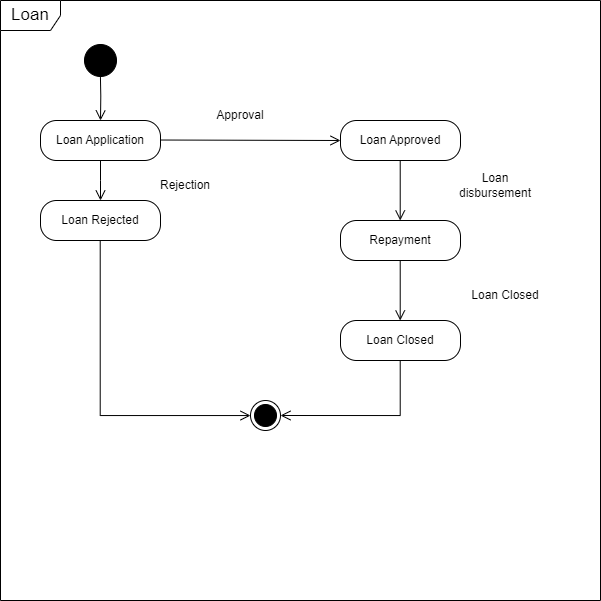 Loan
Approval
Loan Application
Loan Approved
Rejection
Loan
disbursement
Loan Rejected
Repayment
Loan Closed
Loan Closed